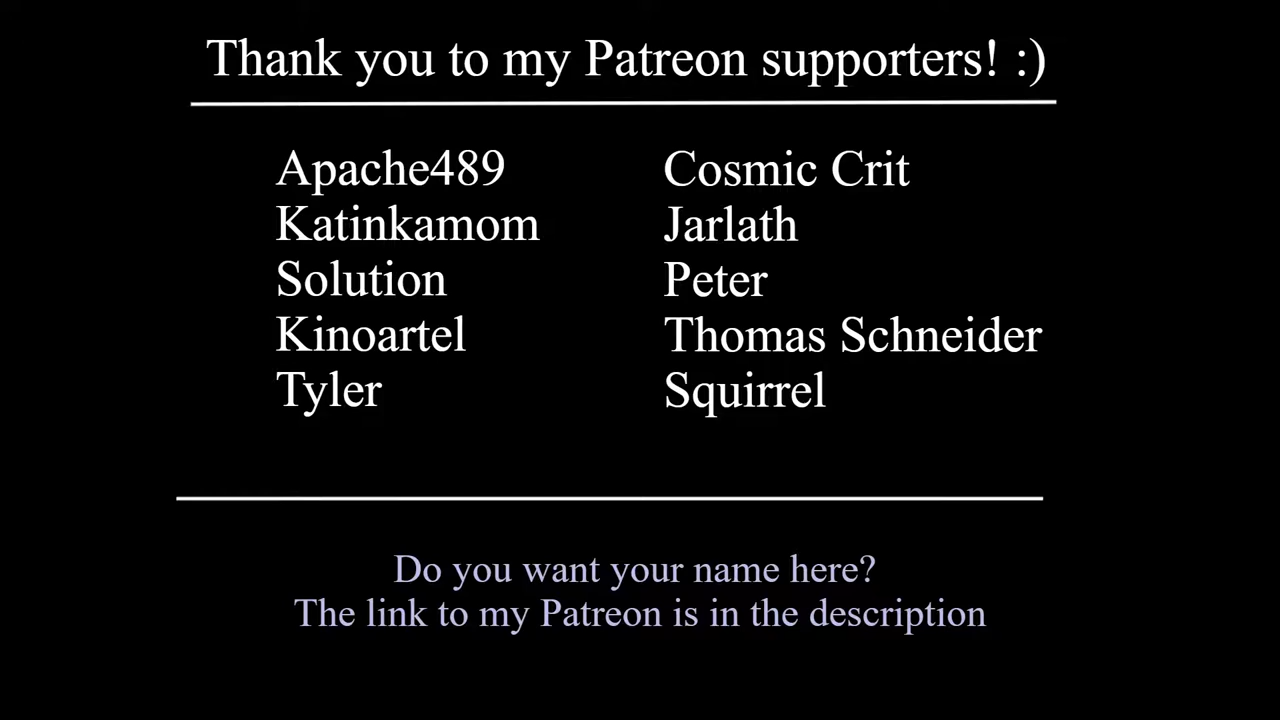 Thank you to my Patreon supporters! :)
Apache489
Katinkamom
Solution
Kinoartel
Tyler
Cosmic Crit
Jarlath
Peter
Thomas Schneider
Squirrel
Do you want your name here?
The link to my Patreon is in the description